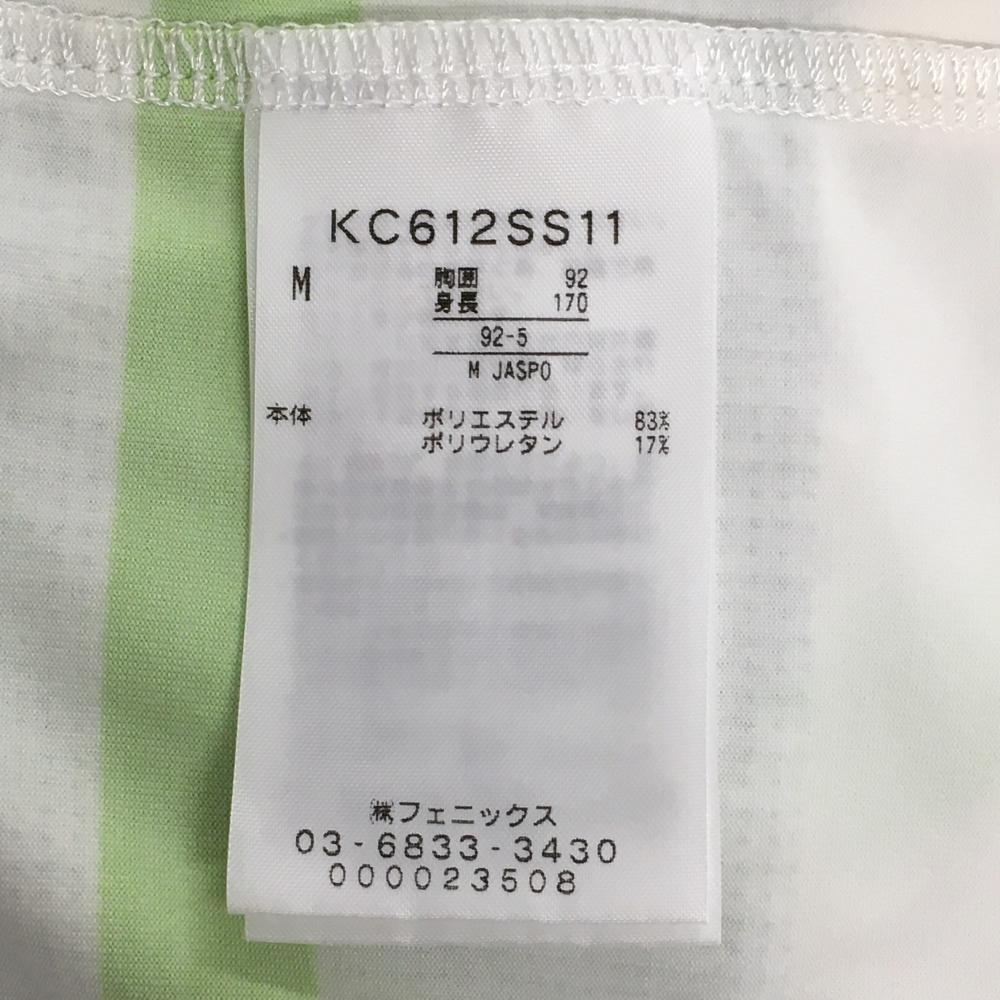 KC612SS11
M 胸囲 92
身長 170
92-5
M JASPO
本体 ポリエステル 83%
ポリウレタン 17%
㈱フェニックス
03-6833-3430
000023508